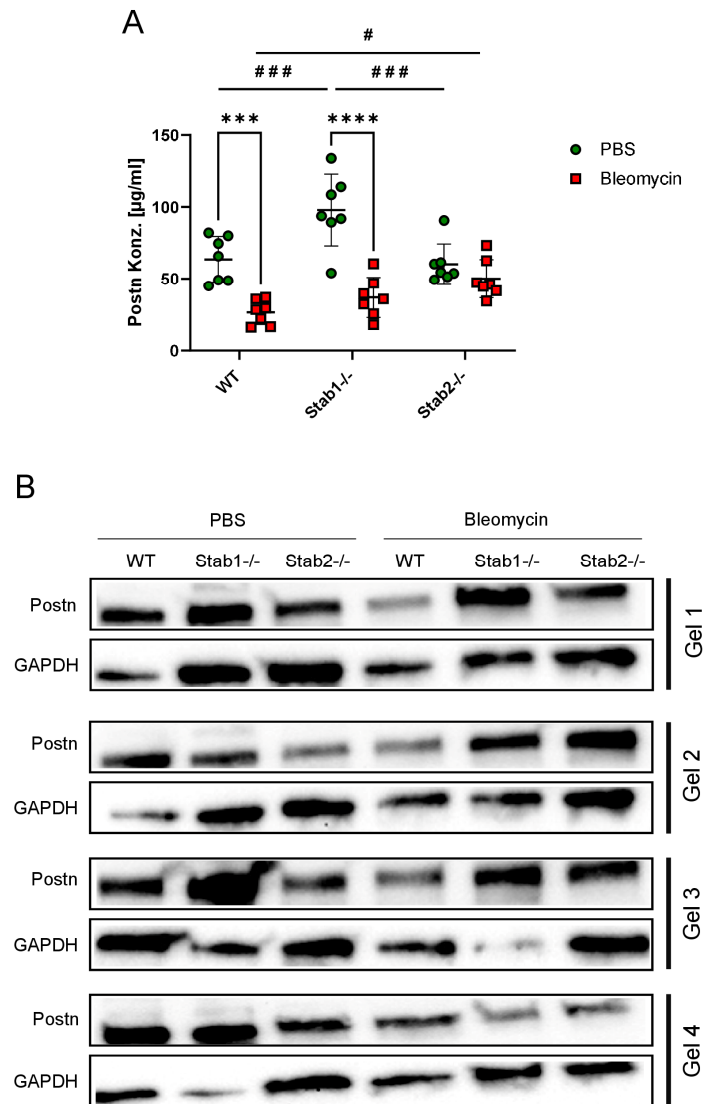 A
#
# # #
# # #
***
****
150
100
50
0
Postn Konz. [µg/ml]
PBS
Bleomycin
WT
Stab1-/-
Stab2-/-
B
PBS
Bleomycin
WT
Stab1-/-
Stab2-/-
WT
Stab1-/-
Stab2-/-
Postn
GAPDH
Gel 1
Postn
GAPDH
Gel 2
Postn
GAPDH
Gel 3
Postn
GAPDH
Gel 4